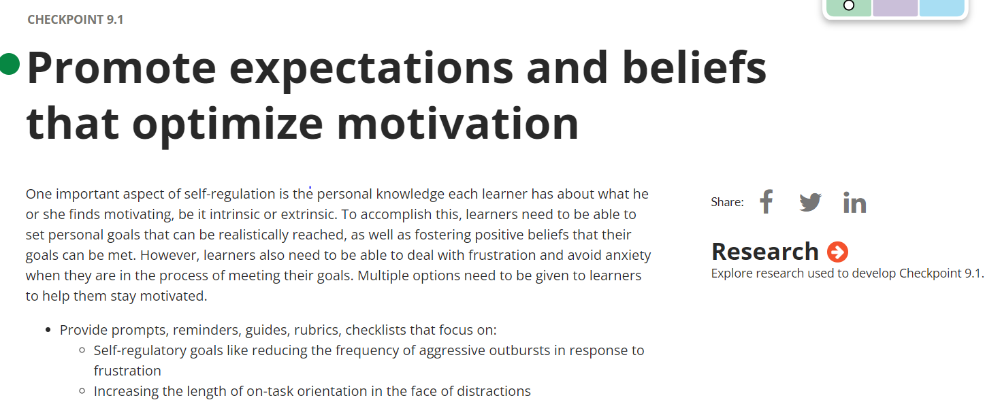 CHECKPOINT 9.1
Promote expectations and beliefs
that optimize motivation
One important aspect of self-regulation is the personal knowledge each learner has about what he
or she finds motivating, be it intrinsic or extrinsic. To accomplish this, learners need to be able to
set personal goals that can be realistically reached, as well as fostering positive beliefs that their
goals can be met. However, learners also need to be able to deal with frustration and avoid anxiety
when they are in the process of meeting their goals. Multiple options need to be given to learners
to help them stay motivated.
• Provide prompts, reminders, guides, rubrics, checklists that focus on:
◦ Self-regulatory goals like reducing the frequency of aggressive outbursts in response to
frustration
◦ Increasing the length of on-task orientation in the face of distractions
Share:
Research
Explore research used to develop Checkpoint 9.1.